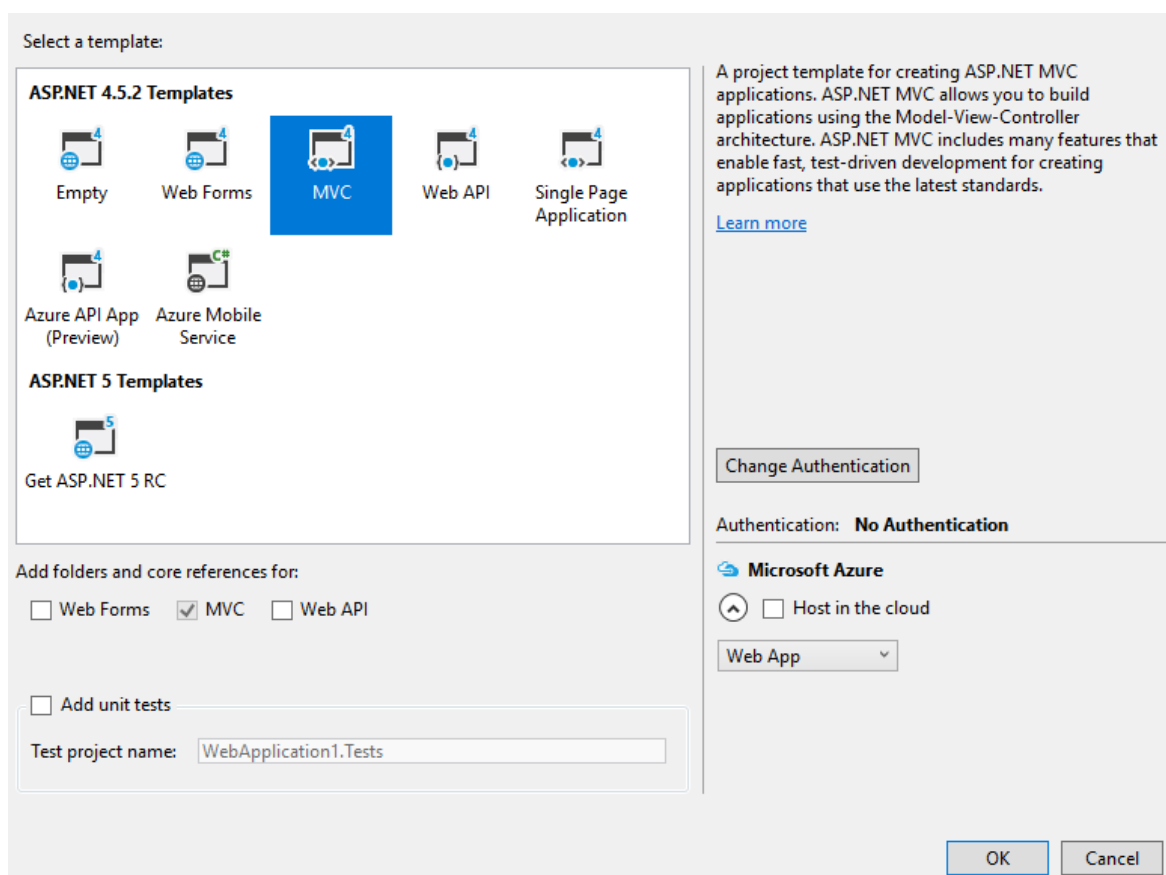 Select a template:
ASP.NET 4.5.2 Templates
4 4 4 4 4
Empty Web Forms MVC Web API Single Page
Application
4 C#
Azure API App Azure Mobile
(Preview) Service
ASP.NET 5 Templates
5
Get ASP.NET 5 RC
Add folders and core references for:
Web Forms MVC Web API
Add unit tests
Test project name: WebApplication1.Tests
A project template for creating ASP.NET MVC
applications. ASP.NET MVC allows you to build
applications using the Model-View-Controller
architecture. ASP.NET MVC includes many features that
enable fast, test-driven development for creating
applications that use the latest standards.
Learn more
Change Authentication
Authentication: No Authentication
Microsoft Azure
Host in the cloud
Web App
OK Cancel